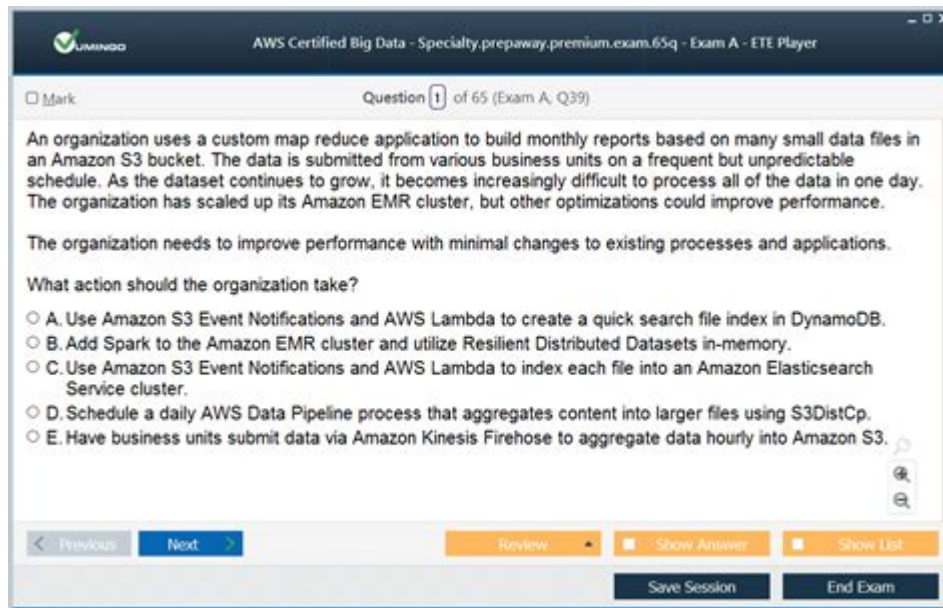 VUMINGO
AWS Certified Big Data - Specialty.prepaway.premium.exam.65q - Exam A - ETE Player
Mark
Question 1 of 65 (Exam A, Q39)
An organization uses a custom map reduce application to build monthly reports based on many small data files in
an Amazon S3 bucket. The data is submitted from various business units on a frequent but unpredictable
schedule. As the dataset continues to grow, it becomes increasingly difficult to process all of the data in one day.
The organization has scaled up its Amazon EMR cluster, but other optimizations could improve performance.
The organization needs to improve performance with minimal changes to existing processes and applications.
What action should the organization take?
A. Use Amazon S3 Event Notifications and AWS Lambda to create a quick search file index in DynamoDB.
B. Add Spark to the Amazon EMR cluster and utilize Resilient Distributed Datasets in-memory.
C. Use Amazon S3 Event Notifications and AWS Lambda to index each file into an Amazon Elasticsearch
Service cluster.
D. Schedule a daily AWS Data Pipeline process that aggregates content into larger files using S3DistCp.
E. Have business units submit data via Amazon Kinesis Firehose to aggregate data hourly into Amazon S3.
Previous Next Review Show Answer Show List
Save Session End Exam